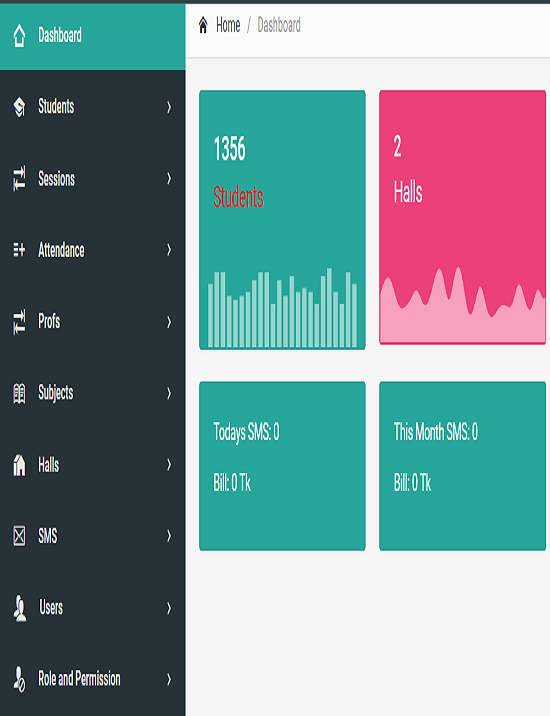 Dashboard
Students
Sessions
Attendance
Profs
Subjects
Halls
SMS
Users
Role and Permission
Home / Dashboard
1356
Students
2
Halls
Todays SMS: 0
Bill: 0 Tk
This Month SMS: 0
Bill: 0 Tk